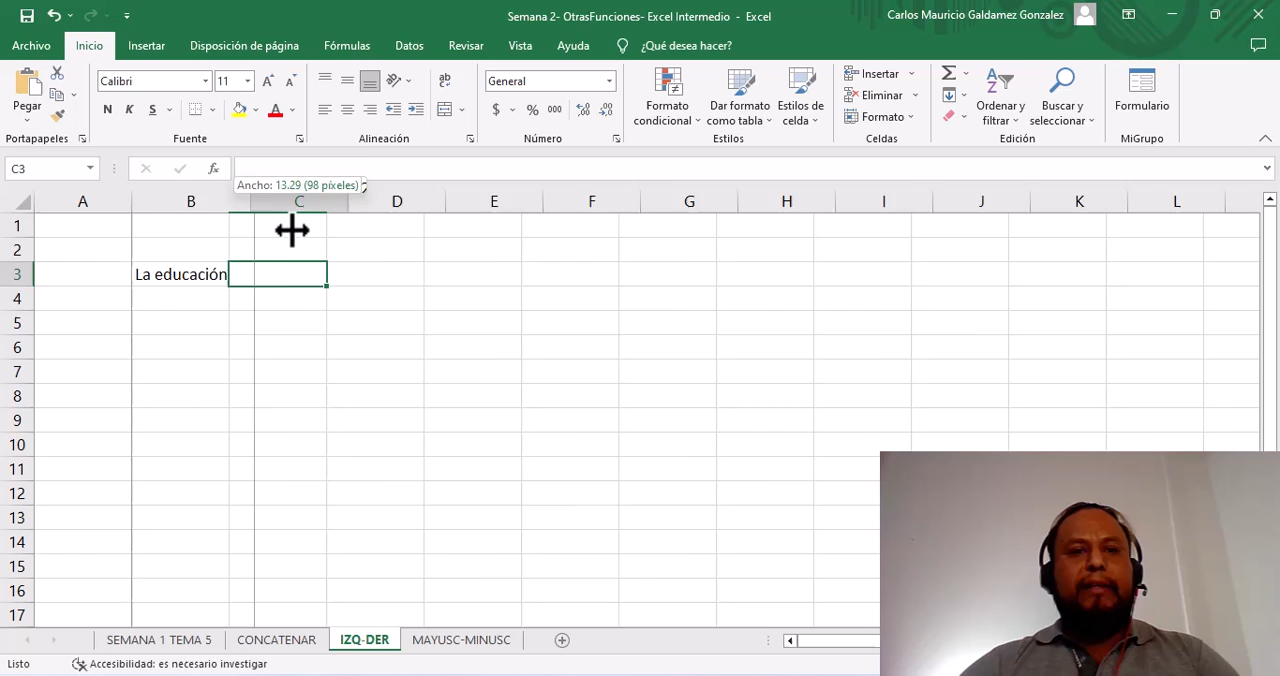 Semana 2- OtrasFunciones- Excel Intermedio - Excel
Carlos Mauricio Galdamez Gonzalez
Archivo Inicio Insertar Disposición de página Fórmulas Datos Revisar Vista Ayuda ¿Qué desea hacer?
Pegar
Calibri 11
General
Formato condicional
Dar formato como tabla
Estilos de celda
Insertar
Eliminar
Formato
Ordenar y filtrar
Buscar y seleccionar
Formulario
N K S
$ % 000
Portapapeles Fuente Alineación Número Estilos Celdas Edición MiGrupo
C3 fx
Ancho: 13.29 (98 píxeles)
A B C D E F G H I J K L
1
2
3 La educación
4
5
6
7
8
9
10
11
12
13
14
15
16
17
SEMANA 1 TEMA 5 CONCATENAR IZQ-DER MAYUSC-MINUSC
Listo Accesibilidad: es necesario investigar